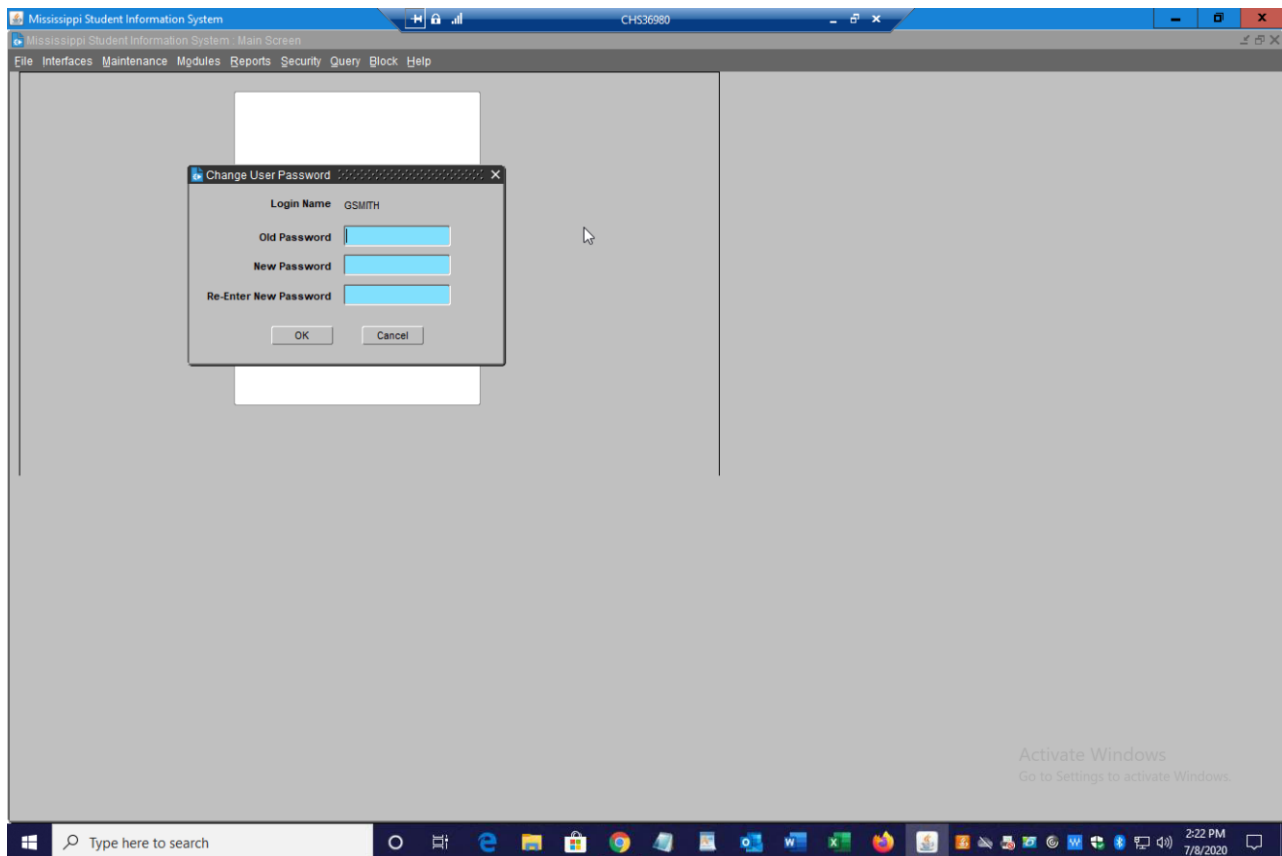 Mississippi Student Information System
CHS36980
Mississippi Student Information System : Main Screen
File Interfaces Maintenance Modules Reports Security Query Block Help
Change User Password
Login Name GSMITH
Old Password
New Password
Re-Enter New Password
OK Cancel
Activate Windows
Go to Settings to activate Windows.
Type here to search
2:22 PM
7/8/2020